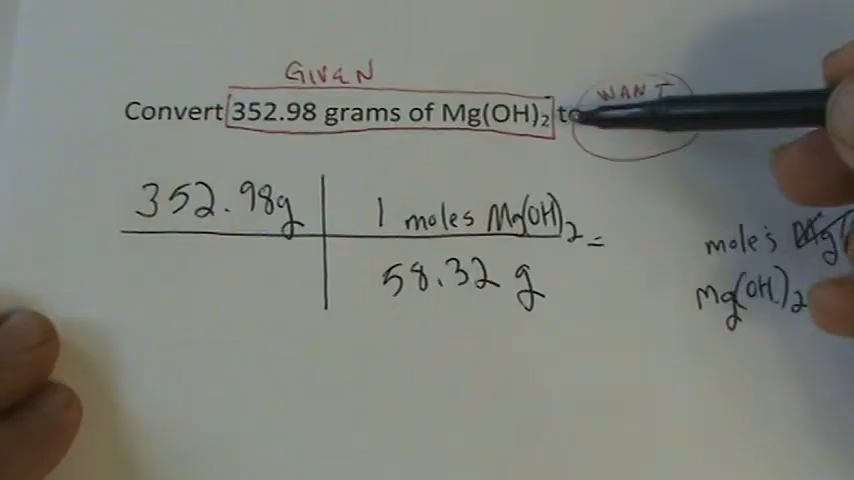 GIVEN
WANT
Convert 352.98 grams of Mg(OH)₂ to
352.98g 1 moles Mg(OH)₂ =
58.32 g
moles
Mg(OH)₂